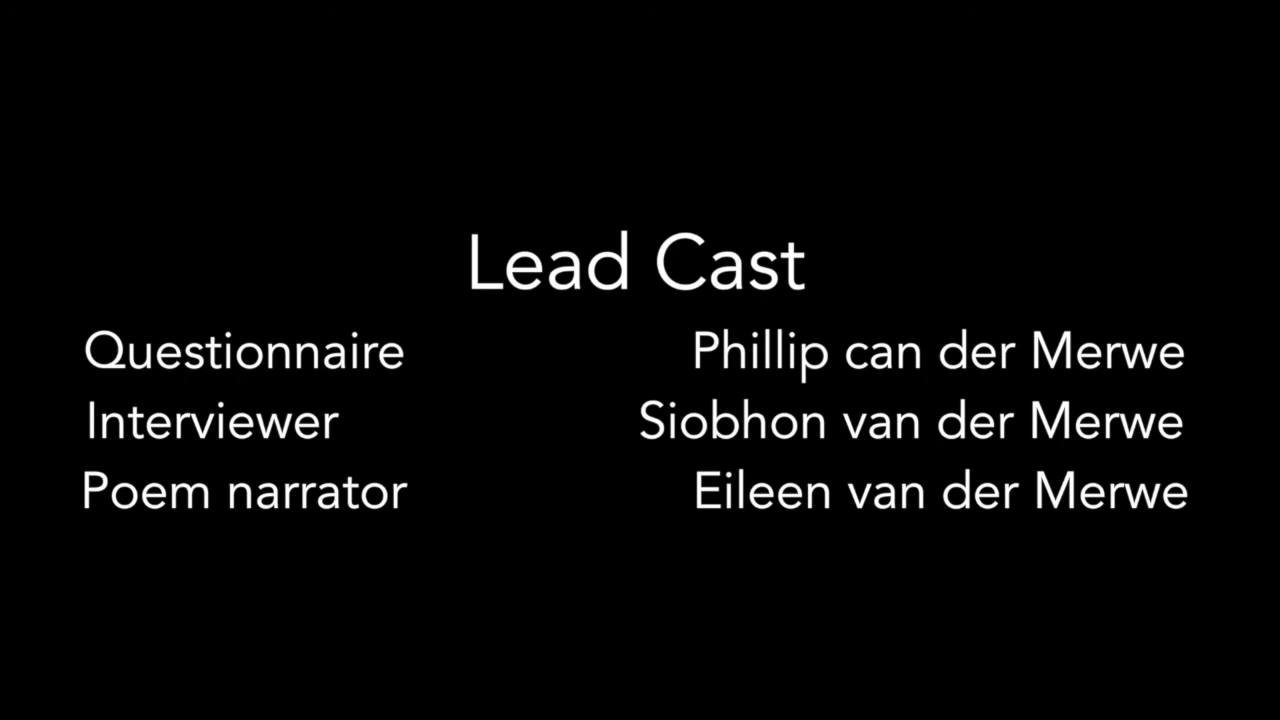 Lead Cast
Questionnaire Phillip can der Merwe
Interviewer Siobhon van der Merwe
Poem narrator Eileen van der Merwe